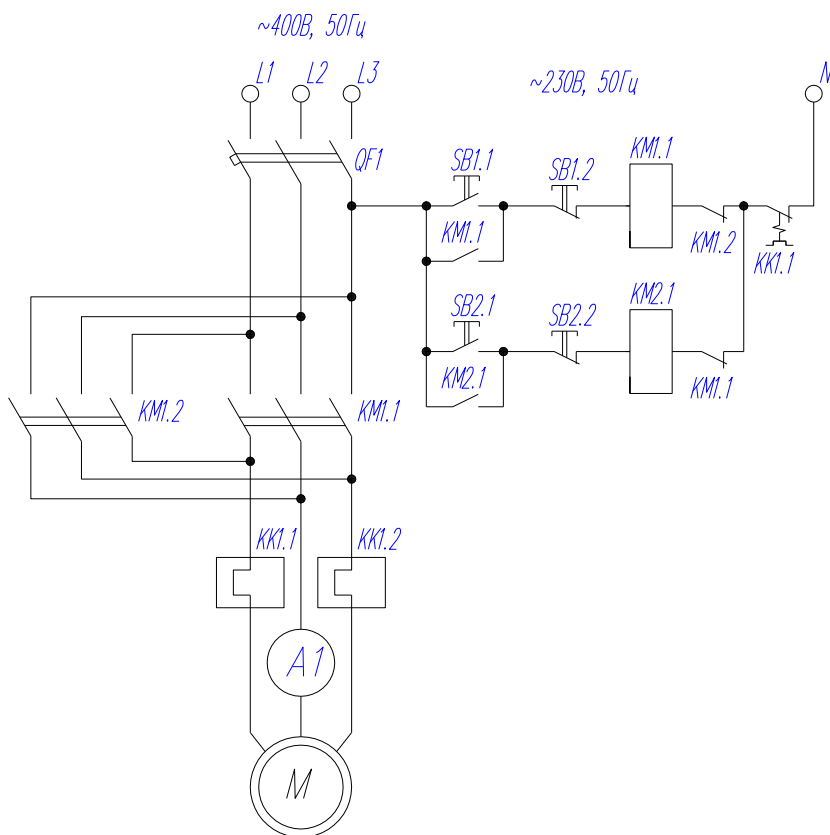 ~400В, 50Гц
L1
L2
L3
~230В, 50Гц
N
QF1
SB1.1
SB1.2
KM1.1
KM1.1
KM1.2
KK1.1
SB2.1
SB2.2
KM2.1
KM2.1
KM1.1
KM1.2
KM1.1
KK1.1
KK1.2
A1
M